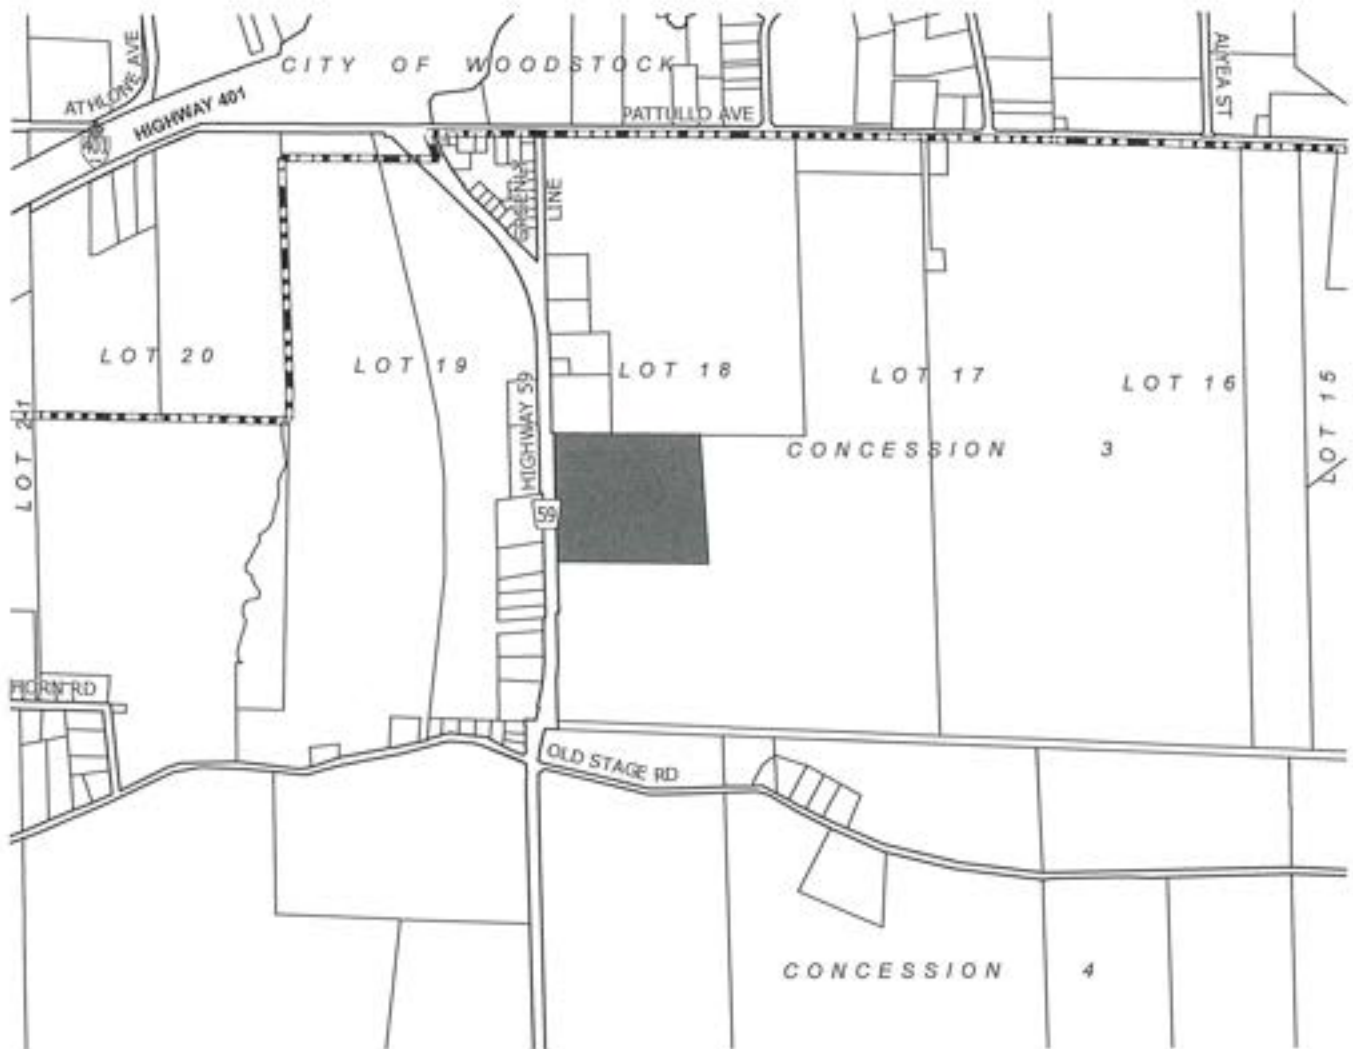 CITY OF WOODSTOCK
ATHLONE AVE
HIGHWAY 401
401
PATTULLO AVE
ALYEA ST
GREENLY
LINE
LOT 20
LOT 19
LOT 18
LOT 17
LOT 16
LOT 15
LOT 21
HIGHWAY 59
59
CONCESSION 3
HORN RD
OLD STAGE RD
CONCESSION 4